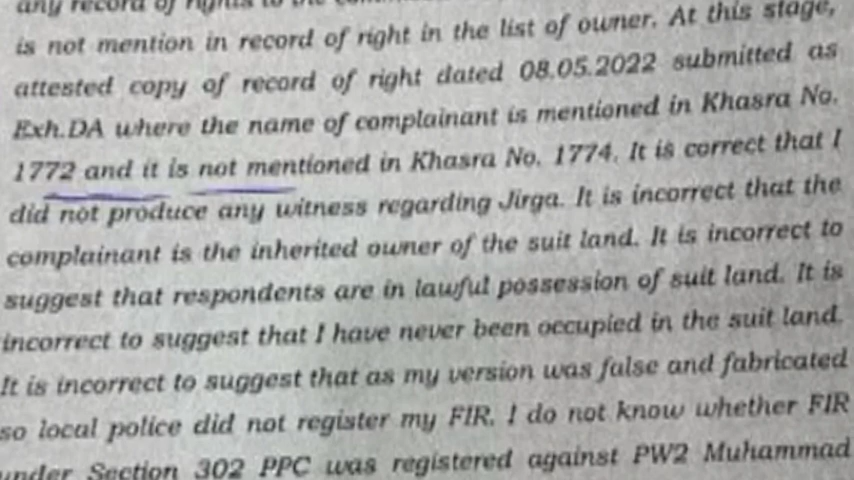 any record of rights to the
is not mention in record of right in the list of owner. At this stage,
attested copy of record of right dated 08.05.2022 submitted as
Exh.DA where the name of complainant is mentioned in Khasra No.
1772 and it is not mentioned in Khasra No. 1774. It is correct that I
did not produce any witness regarding Jirga. It is incorrect that the
complainant is the inherited owner of the suit land. It is incorrect to
suggest that respondents are in lawful possession of suit land. It is
incorrect to suggest that I have never been occupied in the suit land.
It is incorrect to suggest that as my version was false and fabricated
so local police did not register my FIR. I do not know whether FIR
under Section 302 PPC was registered against PW2 Muhammad